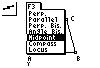 F3
Perp.
Parallel
Perp. Bis.
Angle Bis.
Midpoint
Compass
Locus
C
A
Y
B